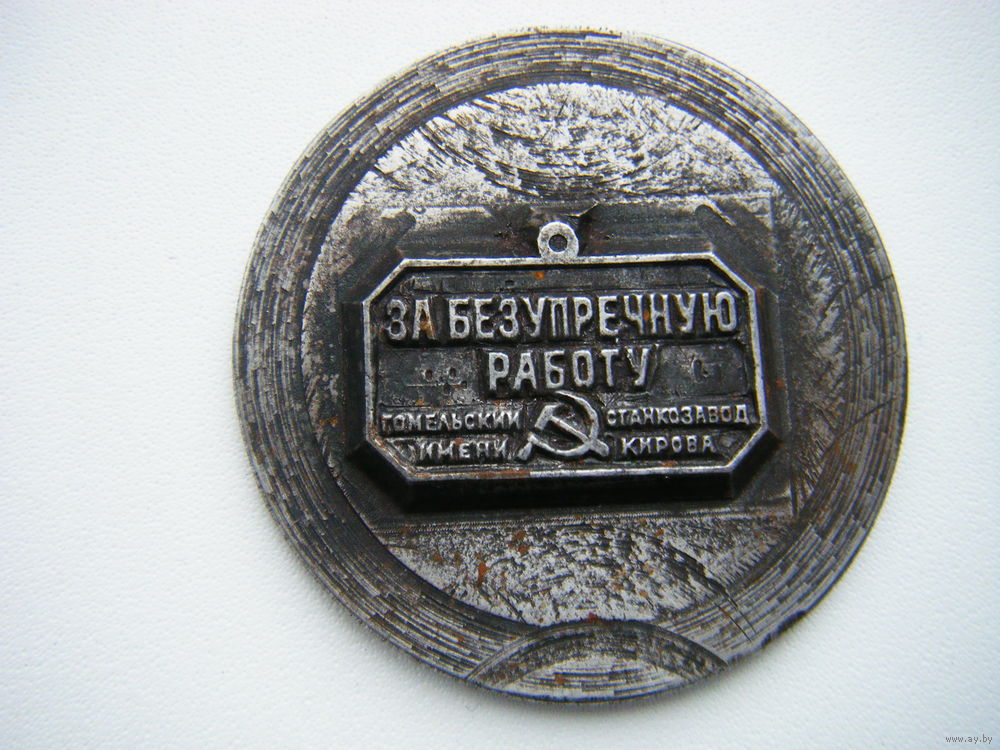 ЗА БЕЗУПРЕЧНУЮ
РАБОТУ
ГОМЕЛЬСКИЙ СТАНКОЗАВОД
ИМЕНИ КИРОВА
www.ay.by